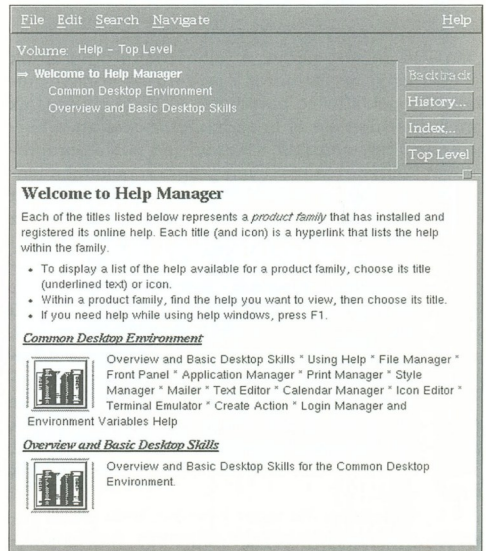 File Edit Search Navigate Help
Volume: Help - Top Level
Welcome to Help Manager
Common Desktop Environment
Overview and Basic Desktop Skills
Backtrack
History...
Index...
Top Level
Welcome to Help Manager
Each of the titles listed below represents a product family that has installed and
registered its online help. Each title (and icon) is a hyperlink that lists the help
within the family.
• To display a list of the help available for a product family, choose its title
(underlined text) or icon.
• Within a product family, find the help you want to view, then choose its title.
• If you need help while using help windows, press F1.
Common Desktop Environment
Overview and Basic Desktop Skills * Using Help * File Manager *
Front Panel * Application Manager * Print Manager * Style
Manager * Mailer * Text Editor * Calendar Manager * Icon Editor *
Terminal Emulator * Create Action * Login Manager and
Environment Variables Help
Overview and Basic Desktop Skills
Overview and Basic Desktop Skills for the Common Desktop
Environment.